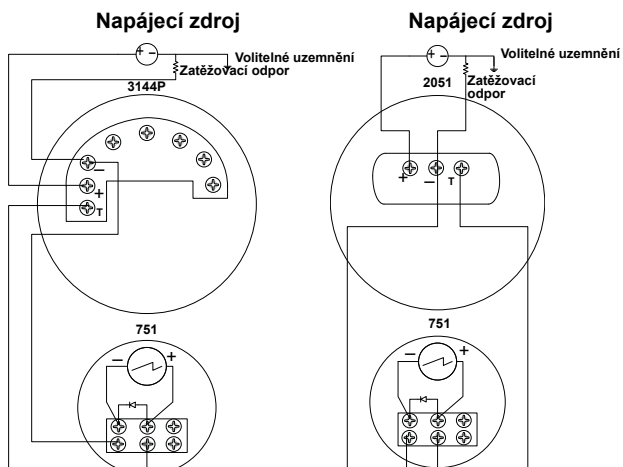 Napájecí zdroj
+ -
Volitelné uzemnění
Zatěžovací odpor
3144P
−
+
T
751
− +
Napájecí zdroj
+ -
Volitelné uzemnění
Zatěžovací
odpor
2051
+ − T
751
− +